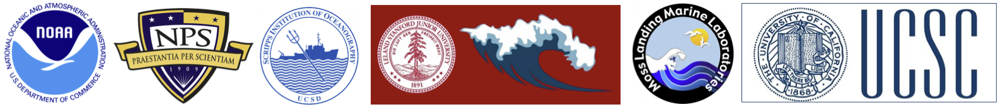 NATIONAL OCEANIC AND ATMOSPHERIC ADMINISTRATION
NOAA
U.S. DEPARTMENT OF COMMERCE
NPS
PRAESTANTIA PER SCIENTIAM
1909
SCRIPPS INSTITUTION OF OCEANOGRAPHY
UCSD
LELAND STANFORD JUNIOR UNIVERSITY
DIE LUFT DER FREIHEIT WEHT
1891
Moss Landing Marine Laboratories
THE UNIVERSITY OF CALIFORNIA
LET THERE BE LIGHT
1868
UCSC